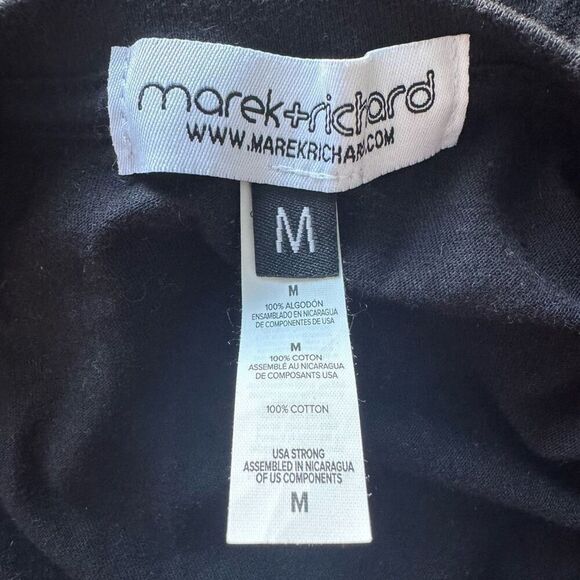 marek+richard
WWW.MAREKRICHARD.COM
M
M
100% ALGODÓN
ENSAMBLADO EN NICARAGUA
DE COMPONENTES DE USA
M
100% COTON
ASSEMBLÉ AU NICARAGUA
DE COMPOSANTS USA
100% COTTON
USA STRONG
ASSEMBLED IN NICARAGUA
OF US COMPONENTS
M